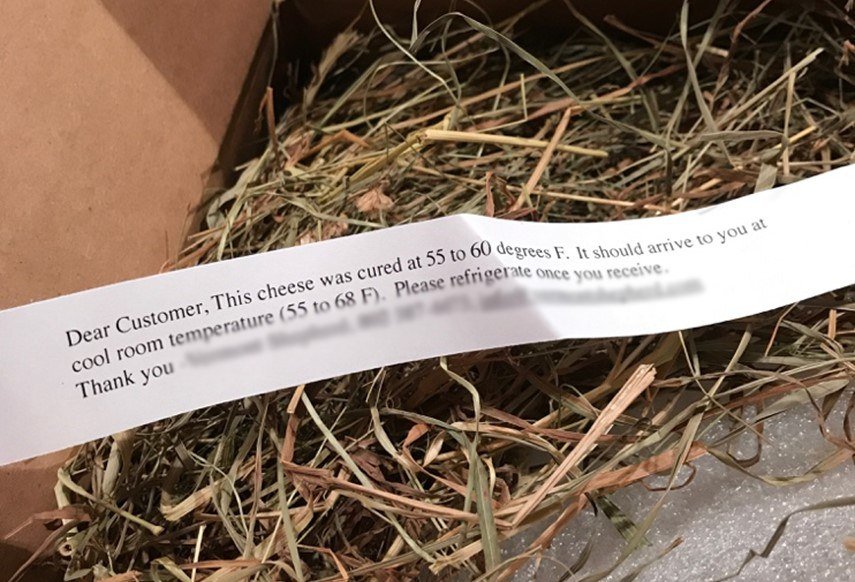 Dear Customer, This cheese was cured at 55 to 60 degrees F.  It should arrive to you at
cool room temperature (55 to 68 F).  Please refrigerate once you receive.
Thank you